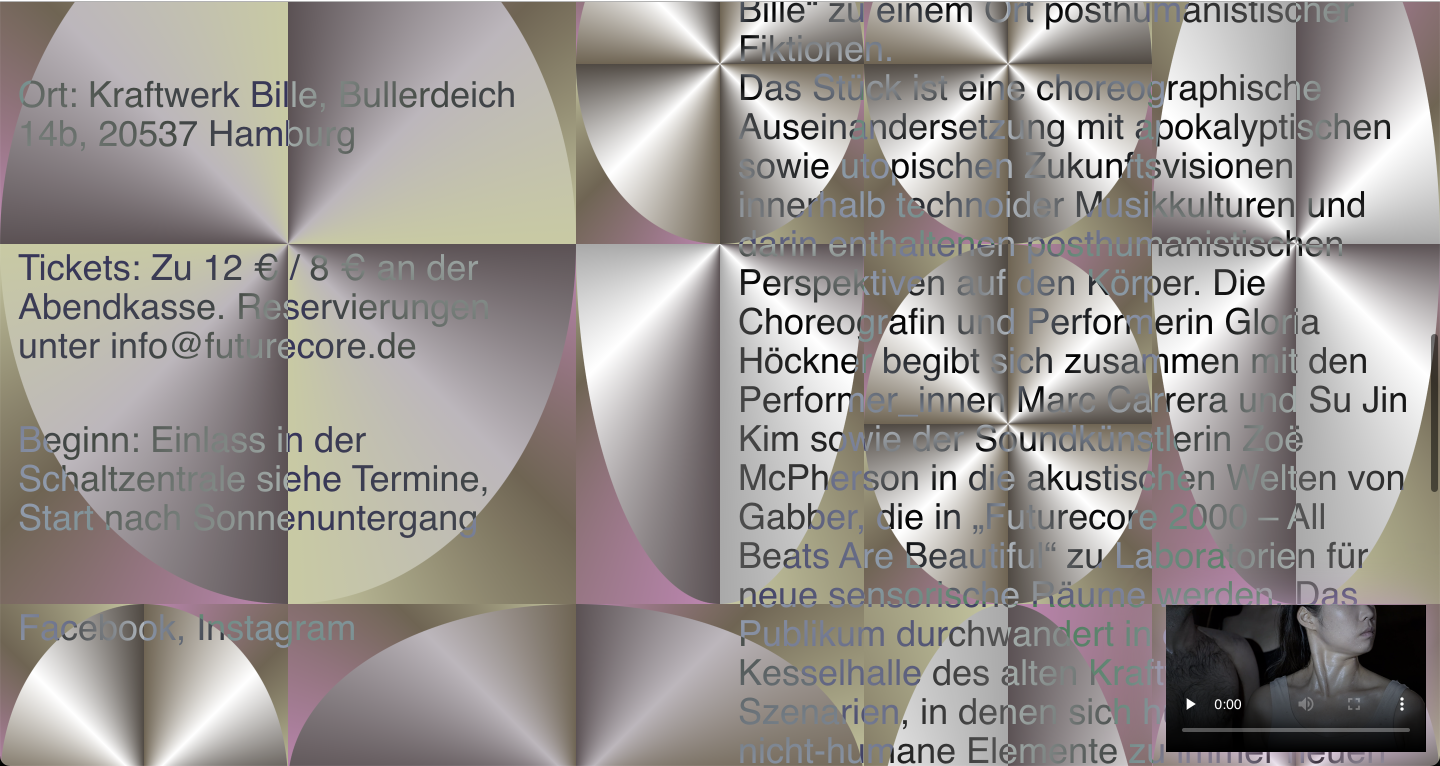 Ort: Kraftwerk Bille, Bullerdeich
14b, 20537 Hamburg
Tickets: Zu 12 € / 8 € an der
Abendkasse. Reservierungen
unter info@futurecore.de
Beginn: Einlass in der
Schaltzentrale siehe Termine,
Start nach Sonnenuntergang
Facebook, Instagram
Bille“ zu einem Ort posthumanistischer
Fiktionen.
Das Stück ist eine choreographische
Auseinandersetzung mit apokalyptischen
sowie utopischen Zukunftsvisionen
innerhalb technoider Musikkulturen und
darin enthaltenen posthumanistischen
Perspektiven auf den Körper. Die
Choreografin und Performerin Gloria
Höckner begibt sich zusammen mit den
Performer_innen Marc Carrera und Su Jin
Kim sowie der Soundkünstlerin Zoë
McPherson in die akustischen Welten von
Gabber, die in „Futurecore 2000 – All
Beats Are Beautiful“ zu Laboratorien für
neue sensorische Räume werden. Das
Publikum durchwandert in
Kesselhalle des alten Kraft
Szenarien, in denen sich
nicht-humane Elemente zu immer neuen
0:00